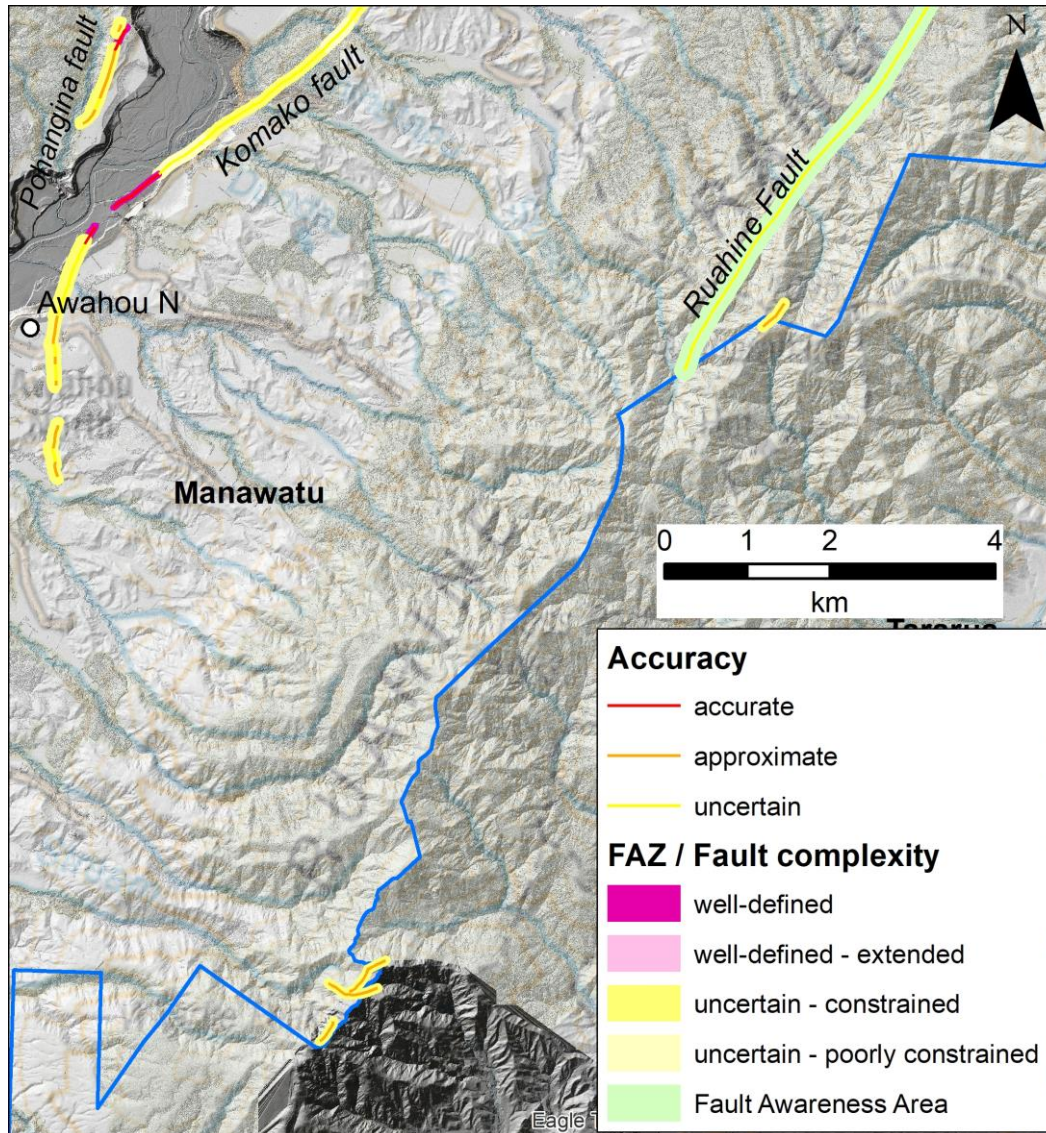 N
Pohangina fault
Komako fault
Ruahine Fault
Awahou N
Manawatu
0 1 2 4
km
Accuracy
accurate
approximate
uncertain
FAZ / Fault complexity
well-defined
well-defined - extended
uncertain - constrained
uncertain - poorly constrained
Fault Awareness Area
Eagle